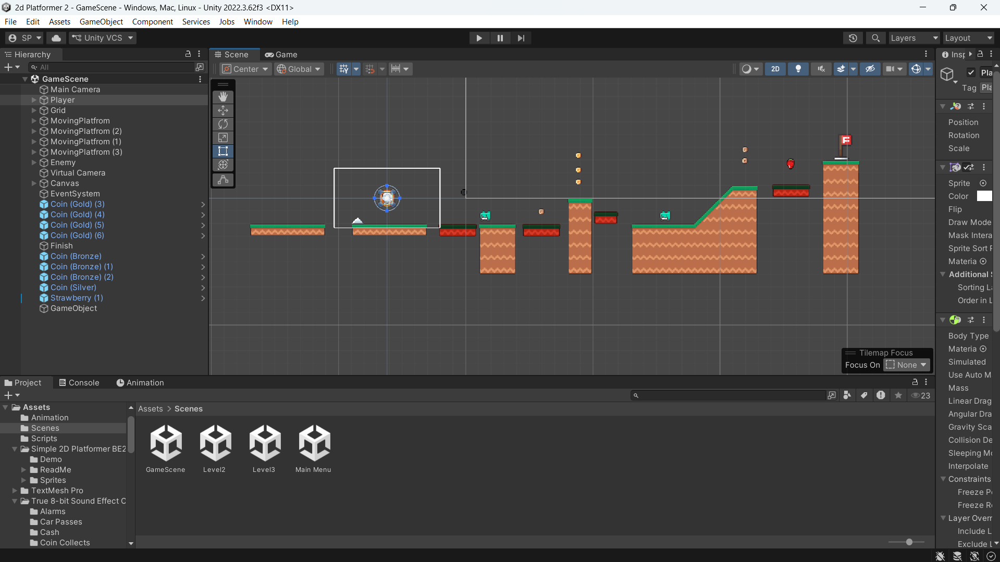 2d Platformer 2 - GameScene - Windows, Mac, Linux - Unity 2022.3.62f3 <DX11>
File Edit Assets GameObject Component Services Jobs Window Help
SP Unity VCS Layers Layout
Hierarchy
All
GameScene
Main Camera
Player
Grid
MovingPlatfrom
MovingPlatfrom (2)
MovingPlatfrom (1)
MovingPlatfrom (3)
Enemy
Virtual Camera
Canvas
EventSystem
Coin (Gold) (3)
Coin (Gold) (4)
Coin (Gold) (5)
Coin (Gold) (6)
Finish
Coin (Bronze)
Coin (Bronze) (1)
Coin (Bronze) (2)
Coin (Silver)
Strawberry (1)
GameObject
Scene Game
Center Global 2D
F
Tilemap Focus
Focus On None
Insp
Pla
Tag Pla
Position
Rotation
Scale
Sprite
Color
Flip
Draw Mode
Mask Intera
Sprite Sort P
Materia
Additional S
Sorting La
Order in L
Body Type
Materia
Simulated
Use Auto M
Mass
Linear Drag
Angular Dra
Gravity Sca
Collision De
Sleeping Mo
Interpolate
Constraints
Freeze Po
Freeze Ro
Layer Overr
Include L
Exclude L
Project Console Animation
23
Assets
Animation
Scenes
Scripts
Simple 2D Platformer BE2
Demo
ReadMe
Sprites
TextMesh Pro
True 8-bit Sound Effect C
Alarms
Car Passes
Cash
Coin Collects
Assets > Scenes
GameScene Level2 Level3 Main Menu